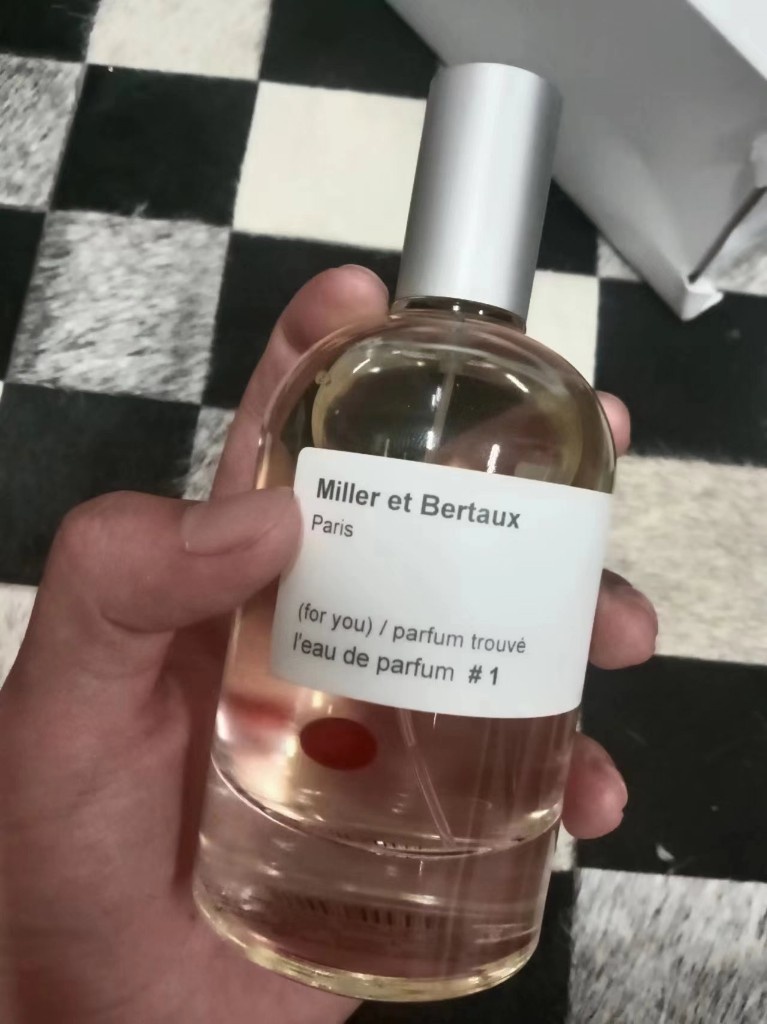 Miller et Bertaux
Paris
(for you) / parfum trouvé
l'eau de parfum # 1